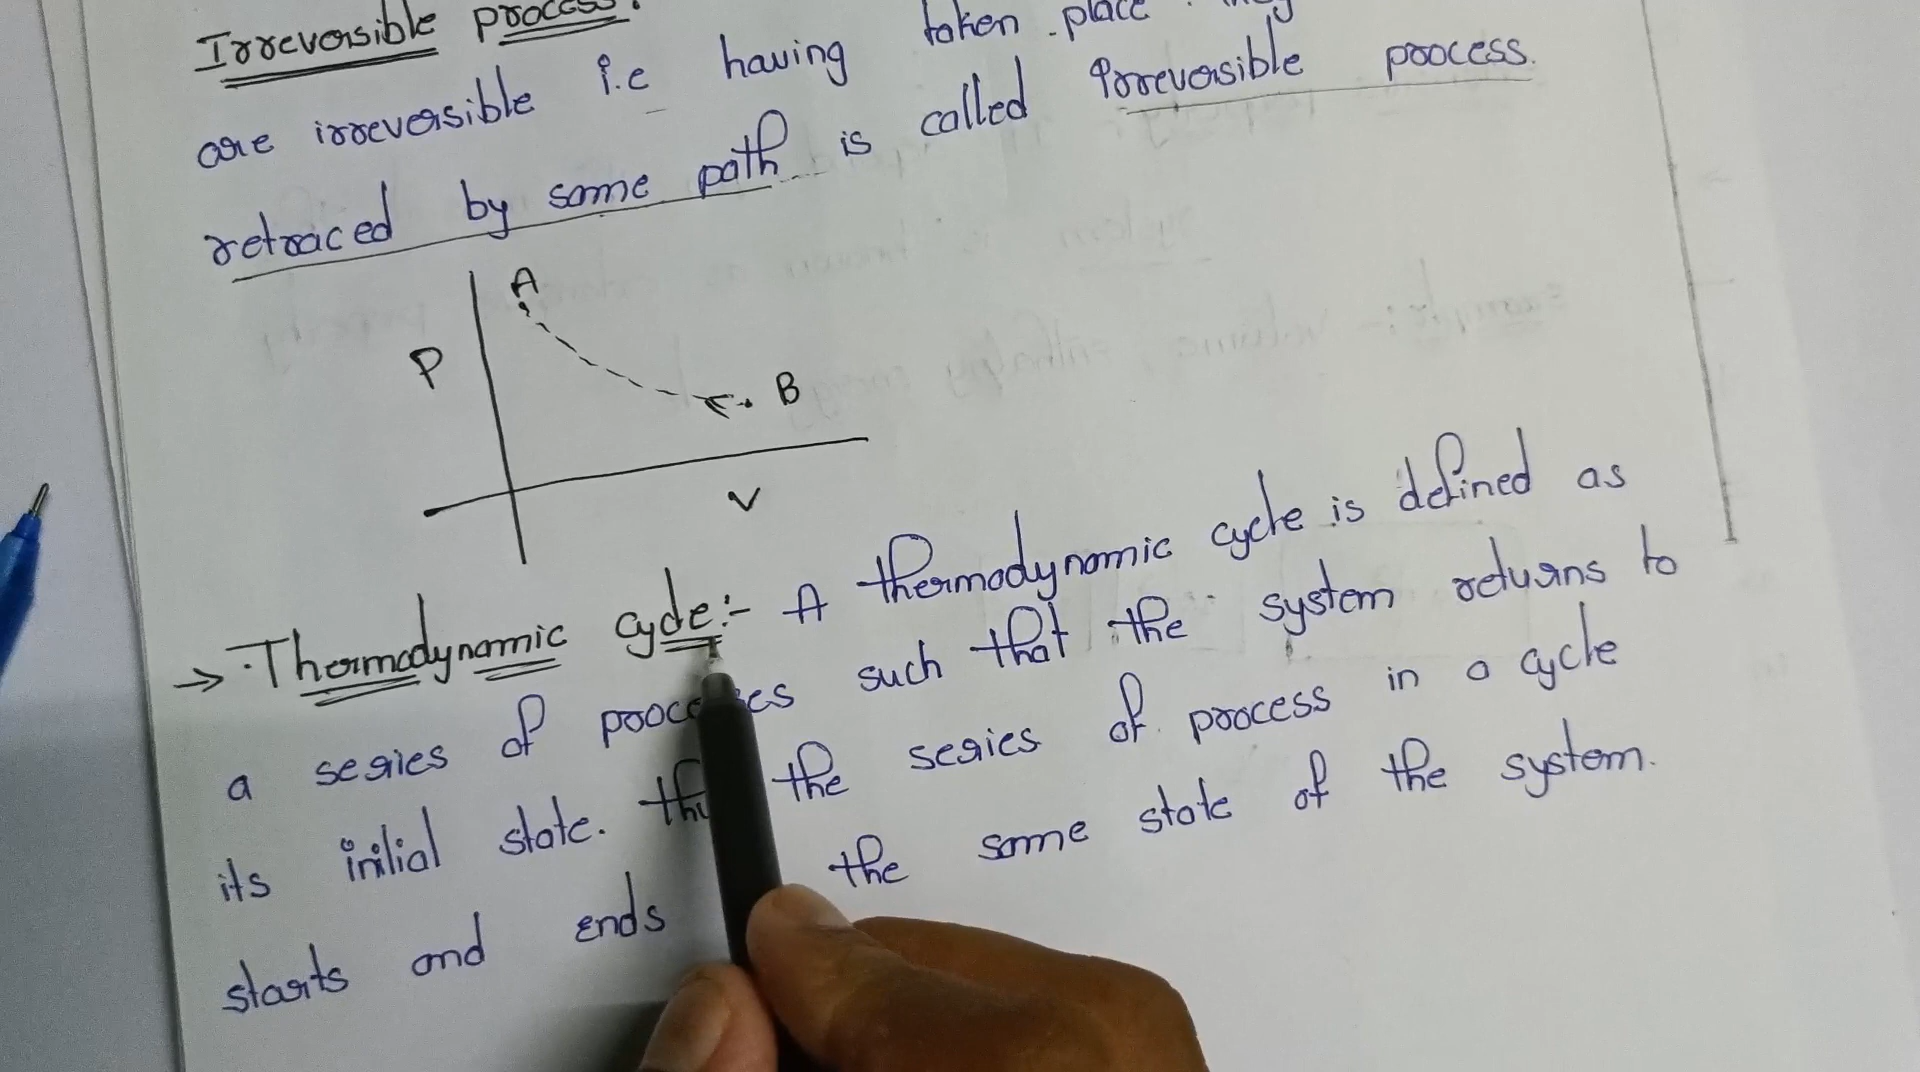 Irreversible process:
taken place.
are irreversible i.e having
retraced by same path is called Irreversible process.
A
P
B
V
→ Thermodynamic cycle:- A thermodynamic cycle is defined as
a series of processes such that the system returns to
its initial state. the series of process in a cycle
starts and ends the same state of the system.